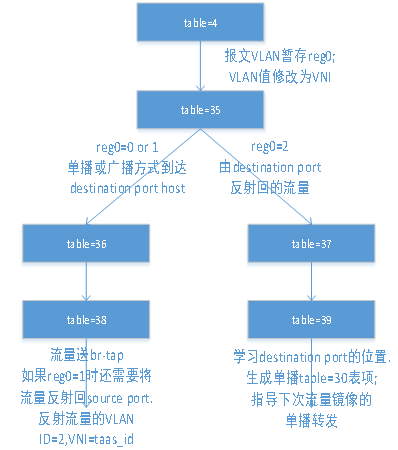 table=4
报文VLAN暂存reg0;
VLAN值修改为VNI
table=35
reg0=0 or 1
单播或广播方式到达
destination port host
reg0=2
由destination port
反射回的流量
table=36
table=37
table=38
table=39
流量送br-tap
如果reg0=1时还需要将
流量反射回source port.
反射流量的VLAN
ID=2,VNI=taas_id
学习destination port的位置.
生成单播table=30表项;
指导下次流量镜像的
单播转发